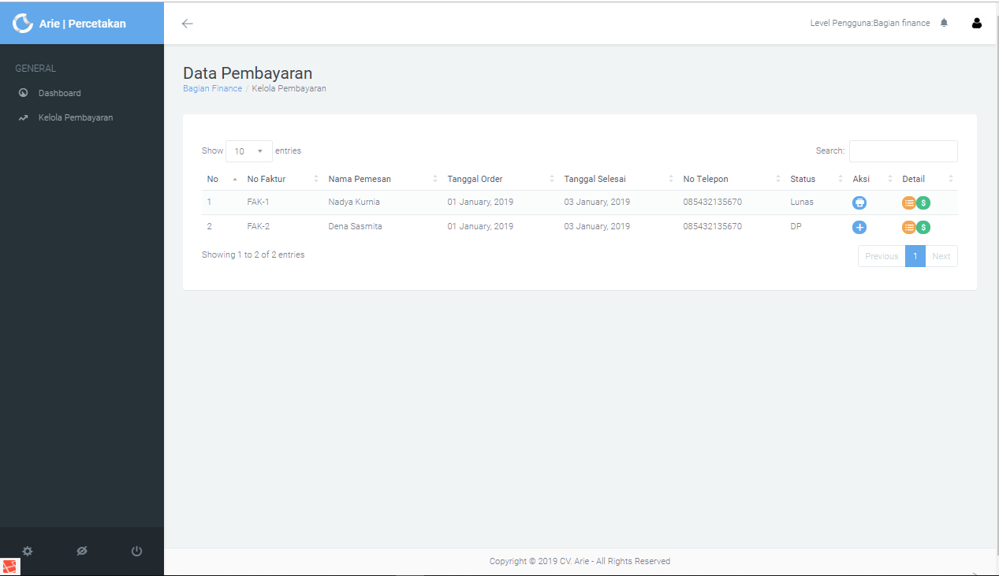 Arie | Percetakan
Level Pengguna:Bagian finance
GENERAL
Dashboard
Kelola Pembayaran
Data Pembayaran
Bagian Finance / Kelola Pembayaran
Show 10 entries
Search:
No No Faktur Nama Pemesan Tanggal Order Tanggal Selesai No Telepon Status Aksi Detail
1 FAK-1 Nadya Kurnia 01 January, 2019 03 January, 2019 085432135670 Lunas $
2 FAK-2 Dena Sasmita 01 January, 2019 03 January, 2019 085432135670 DP $
Showing 1 to 2 of 2 entries
Previous 1 Next
Copyright © 2019 CV. Arie - All Rights Reserved